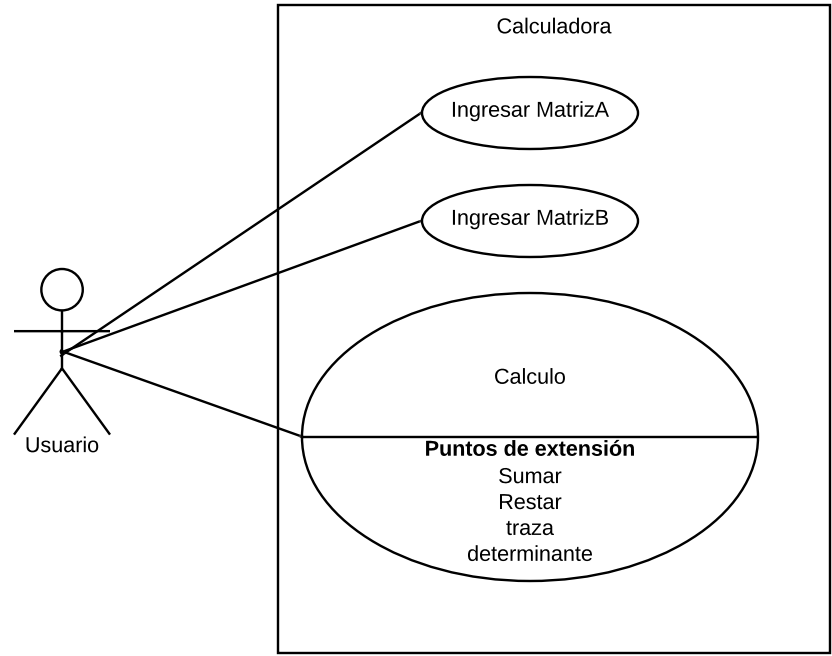 Calculadora
Ingresar MatrizA
Ingresar MatrizB
Calculo
Usuario
Puntos de extensión
Sumar
Restar
traza
determinante